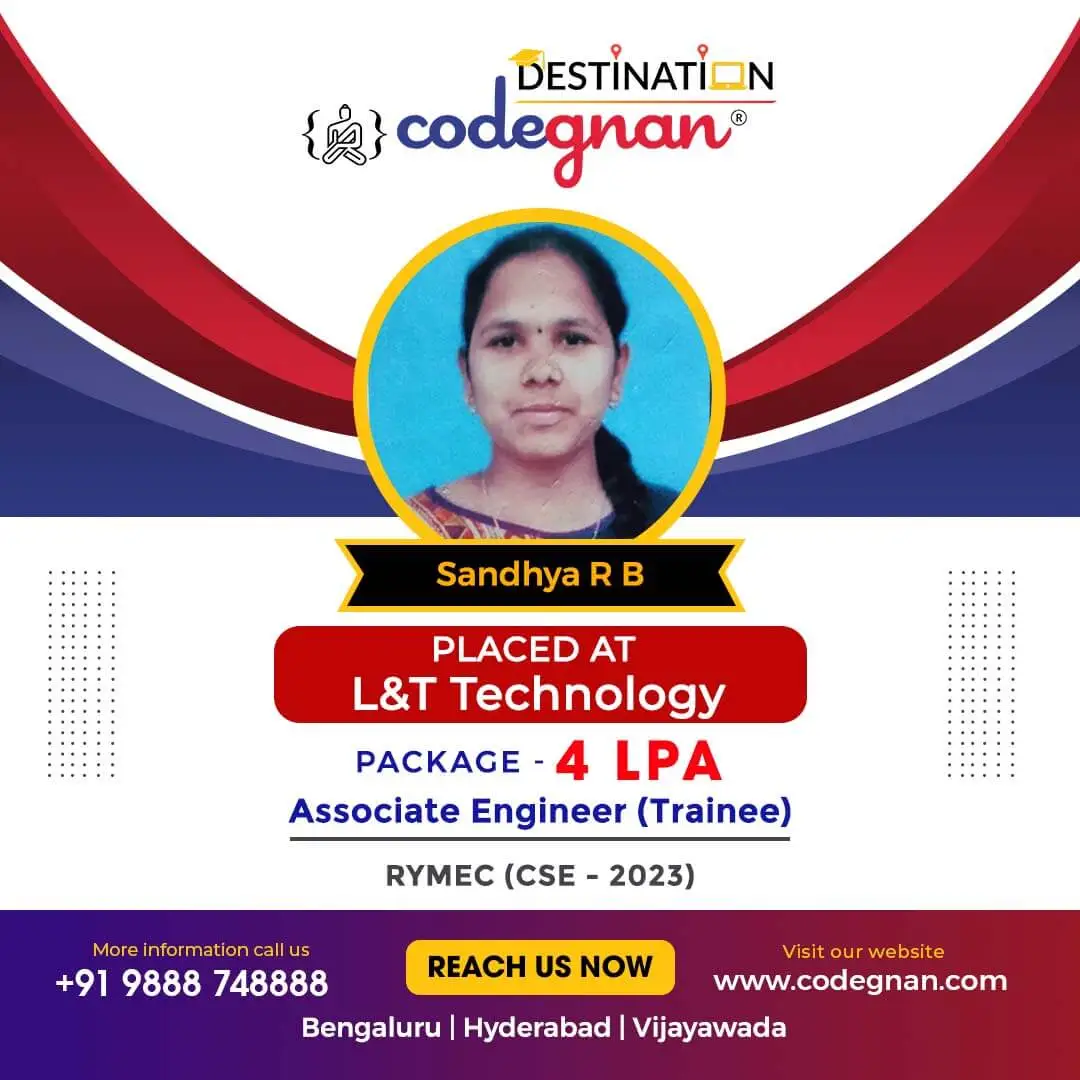 DESTINATION
codegnan®
Sandhya R B
PLACED AT
L&T Technology
PACKAGE - 4 LPA
Associate Engineer (Trainee)
RYMEC (CSE - 2023)
More information call us
+91 9888 748888
REACH US NOW
Visit our website
www.codegnan.com
Bengaluru | Hyderabad | Vijayawada